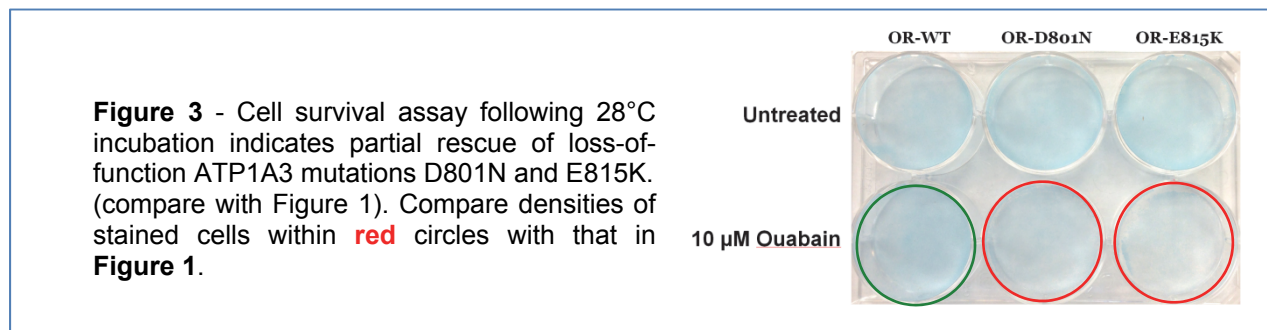 Figure 3 - Cell survival assay following 28°C
incubation indicates partial rescue of loss-of-
function ATP1A3 mutations D801N and E815K.
(compare with Figure 1). Compare densities of
stained cells within red circles with that in
Figure 1.
OR-WT OR-D801N OR-E815K
Untreated
10 µM Ouabain